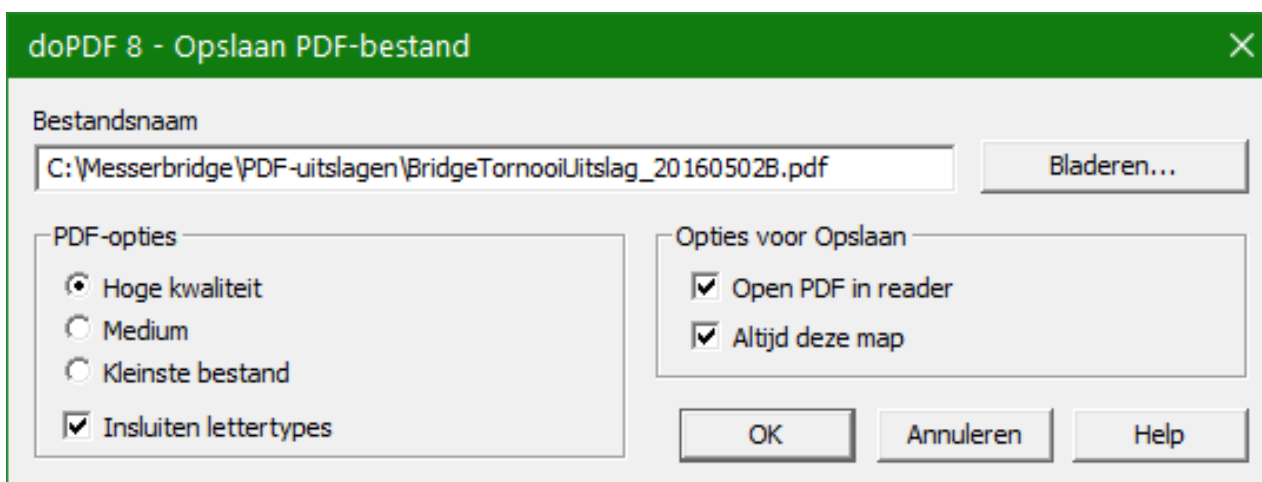 doPDF 8 - Opslaan PDF-bestand
Bestandsnaam
C:\Messerbridge\PDF-uitslagen\BridgeTornooiUitslag_20160502B.pdf
Bladeren...
PDF-opties
Hoge kwaliteit
Medium
Kleinste bestand
Insluiten lettertypes
Opties voor Opslaan
Open PDF in reader
Altijd deze map
OK
Annuleren
Help